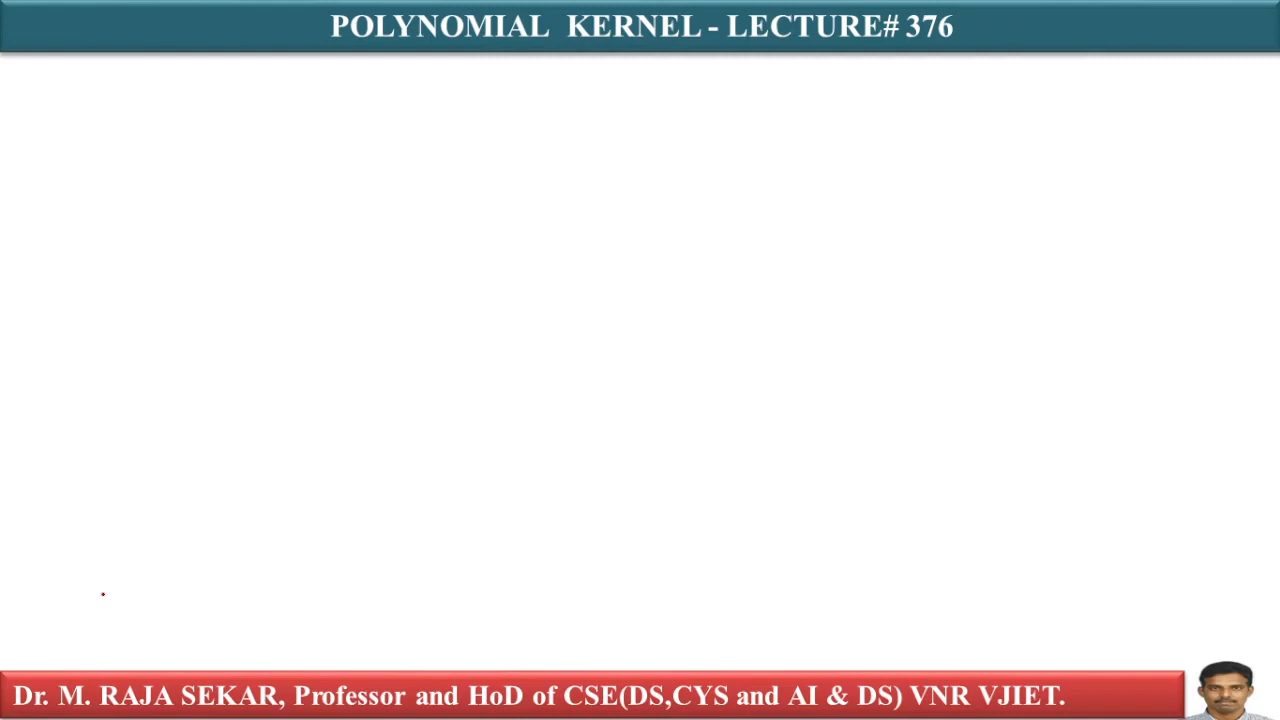 POLYNOMIAL KERNEL - LECTURE# 376
Dr. M. RAJA SEKAR, Professor and HoD of CSE(DS,CYS and AI & DS) VNR VJIET.